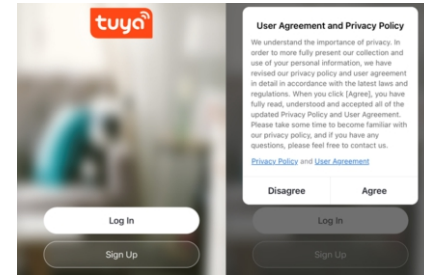 tuya
Log In
Sign Up
User Agreement and Privacy Policy
We understand the importance of privacy. In
order to more fully present our collection and
use of your personal information, we have
revised our privacy policy and user agreement
in detail in accordance with the latest laws and
regulations. When you click [Agree], you have
fully read, understood and accepted all of the
updated Privacy Policy and User Agreement.
Please take some time to become familiar with
our privacy policy, and if you have any
questions, please feel free to contact us.
Privacy Policy and User Agreement
Disagree Agree
Log In
Sign Up